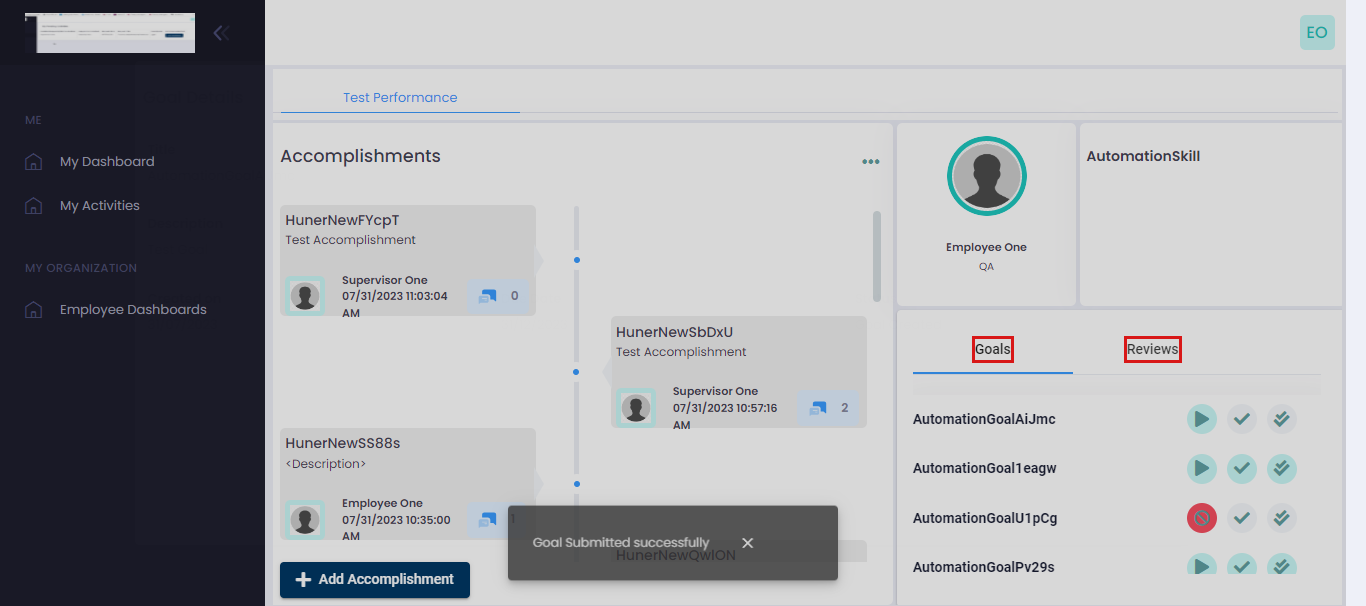 EO
ME
My Dashboard
My Activities
MY ORGANIZATION
Employee Dashboards
Test Performance
Accomplishments
HunerNewFYcpT
Test Accomplishment
Supervisor One
07/31/2023 11:03:04
AM
0
HunerNewSbDxU
Test Accomplishment
Supervisor One
07/31/2023 10:57:16
AM
2
HunerNewSS88s
<Description>
Employee One
07/31/2023 10:35:00
AM
1
HunerNewQwlON
Add Accomplishment
Goal Submitted successfully
Employee One
QA
AutomationSkill
Goals
Reviews
AutomationGoalAiJmc
AutomationGoal1eagw
AutomationGoalU1pCg
AutomationGoalPv29s